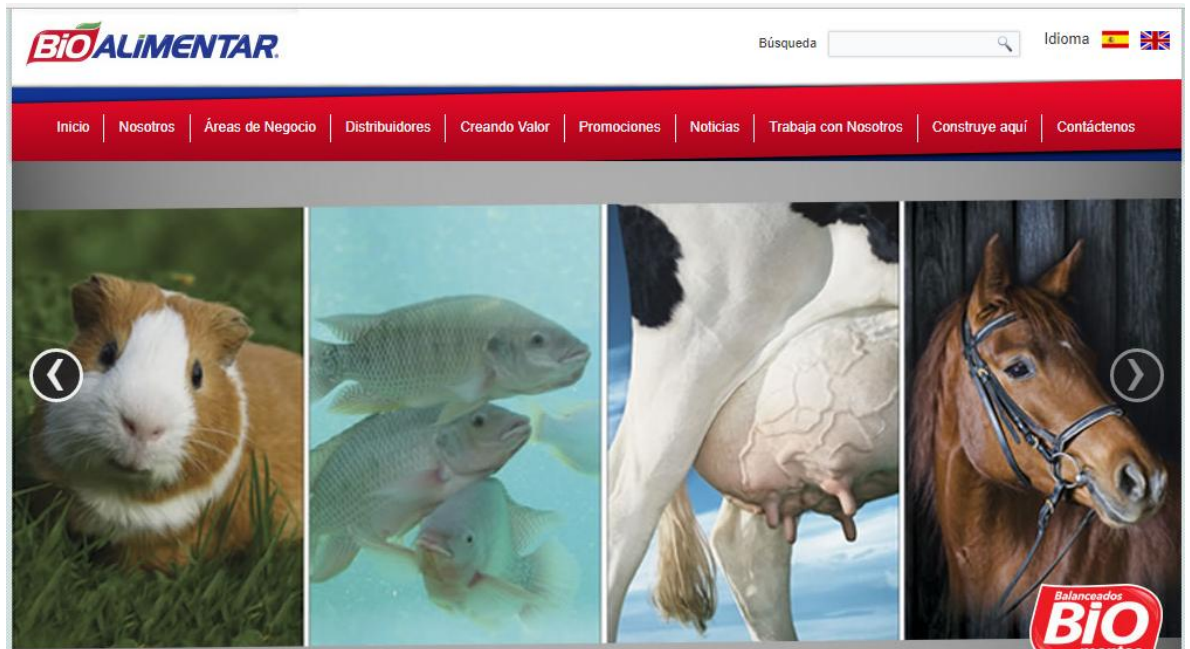 BiOALiMENTAR.
Búsqueda
Idioma
Inicio Nosotros Áreas de Negocio Distribuidores Creando Valor Promociones Noticias Trabaja con Nosotros Construye aquí Contáctenos
Balanceados
BiO